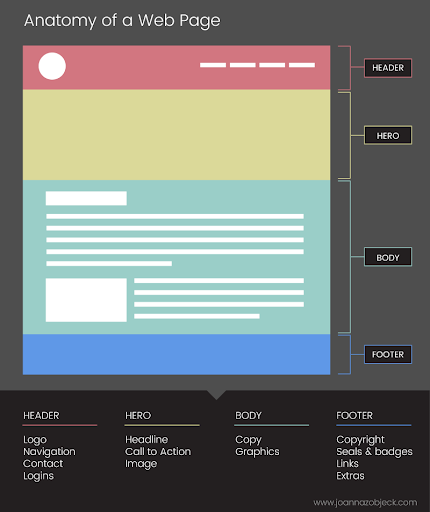 Anatomy of a Web Page
HEADER
HERO
BODY
FOOTER
HEADER
Logo
Navigation
Contact
Logins
HERO
Headline
Call to Action
Image
BODY
Copy
Graphics
FOOTER
Copyright
Seals & badges
Links
Extras
www.joannazobjeck.com